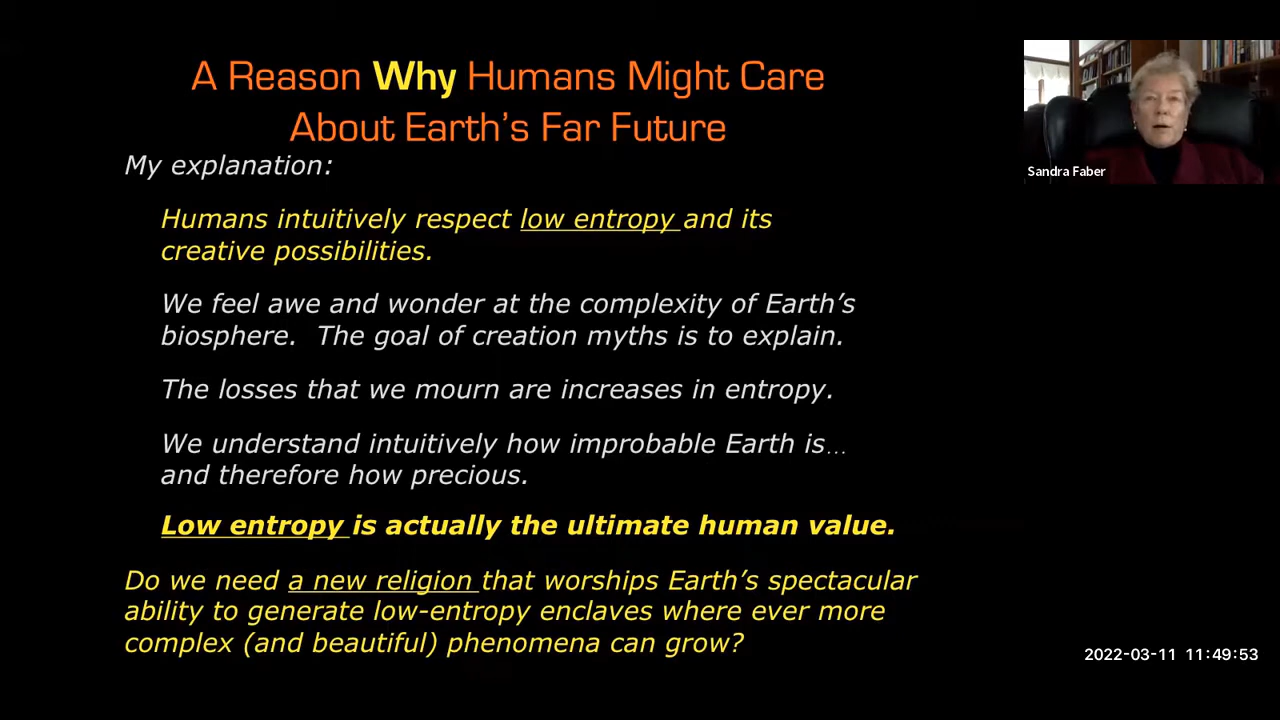 A Reason Why Humans Might Care
About Earth's Far Future
My explanation:
Humans intuitively respect low entropy and its
creative possibilities.
We feel awe and wonder at the complexity of Earth's
biosphere.  The goal of creation myths is to explain.
The losses that we mourn are increases in entropy.
We understand intuitively how improbable Earth is...
and therefore how precious.
Low entropy is actually the ultimate human value.
Do we need a new religion that worships Earth's spectacular
ability to generate low-entropy enclaves where ever more
complex (and beautiful) phenomena can grow?
Sandra Faber
2022-03-11 11:49:53